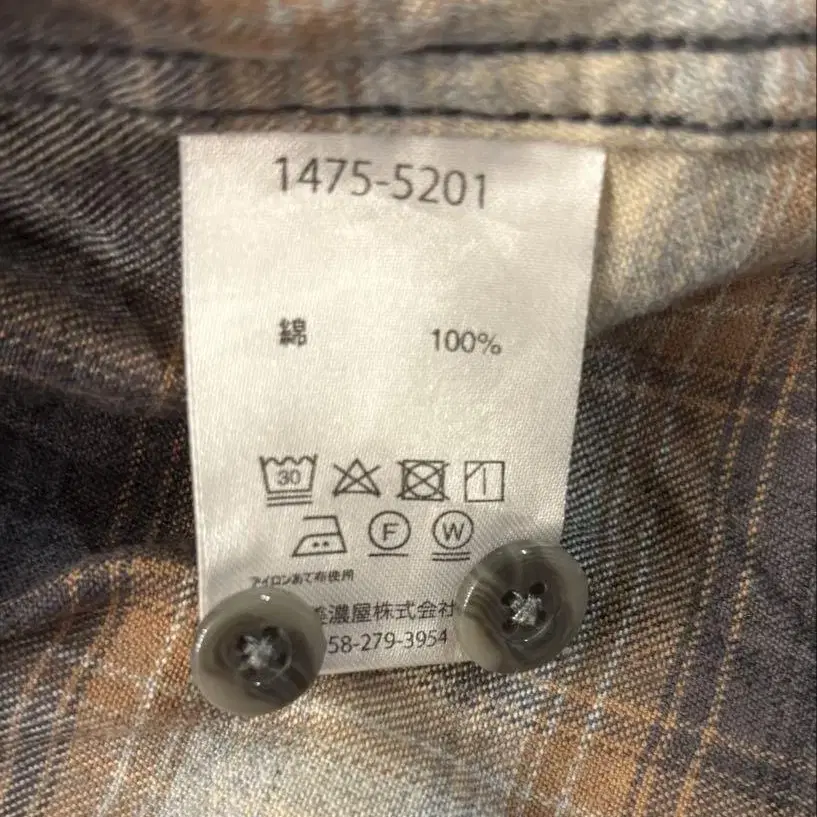 1475-5201
綿 100%
30
F W
アイロンあて布使用
濃屋株式会社
58-279-3954